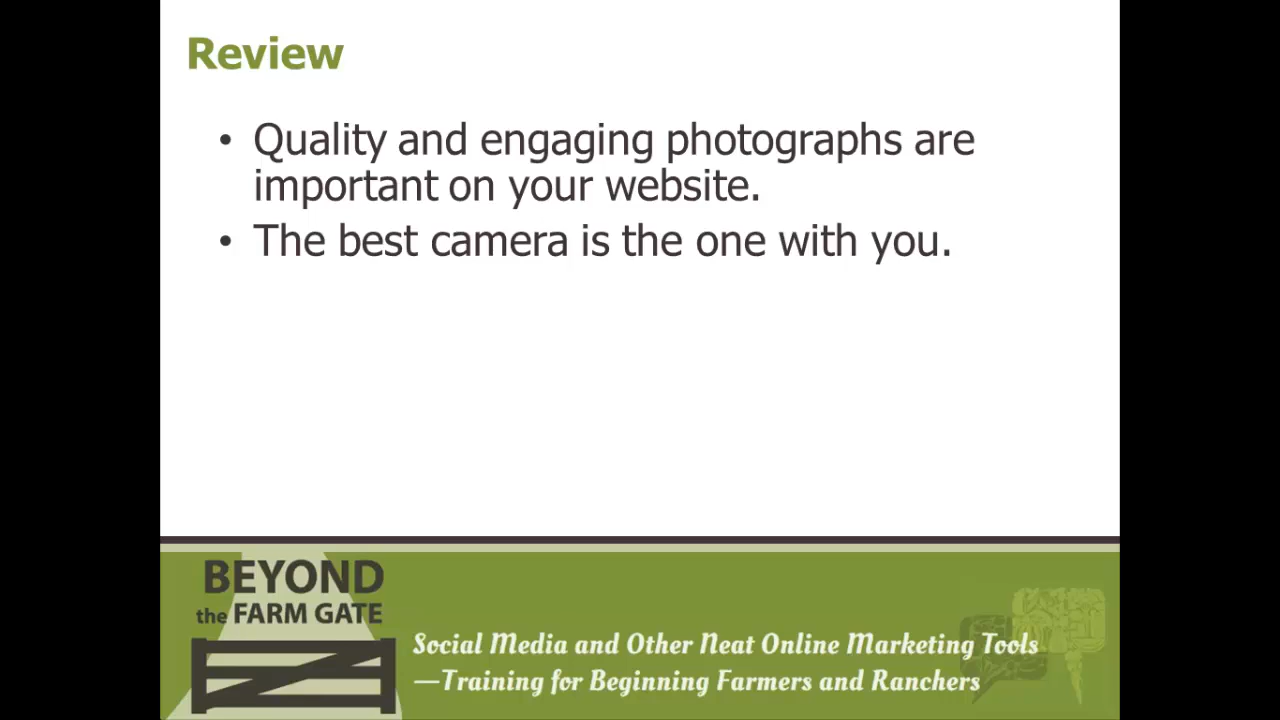 Review
• Quality and engaging photographs are
important on your website.
• The best camera is the one with you.
BEYOND
the FARM GATE
Social Media and Other Neat Online Marketing Tools
—Training for Beginning Farmers and Ranchers